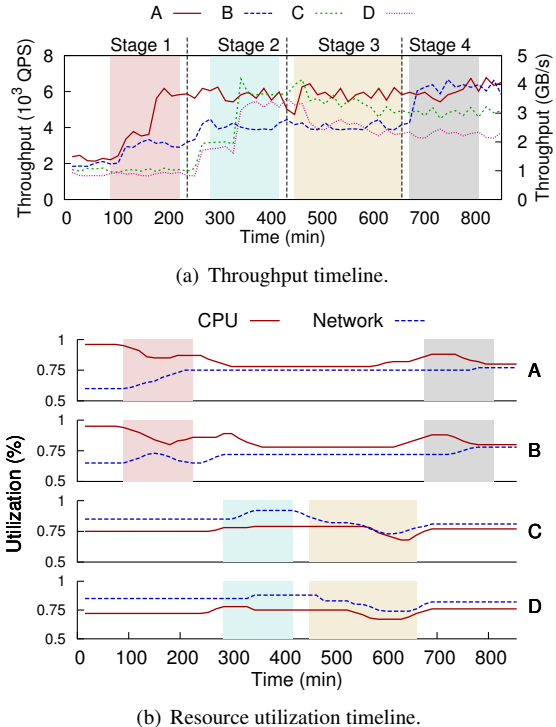 A B C D
Stage 1 Stage 2 Stage 3 Stage 4
Throughput (10³ QPS)
8
6
4
2
0
Throughput (GB/s)
5
4
3
2
1
0
0 100 200 300 400 500 600 700 800
Time (min)
(a) Throughput timeline.
CPU Network
Utilization (%)
1
0.75
0.5
A
1
0.75
0.5
B
1
0.75
0.5
C
1
0.75
0.5
D
0 100 200 300 400 500 600 700 800
Time (min)
(b) Resource utilization timeline.